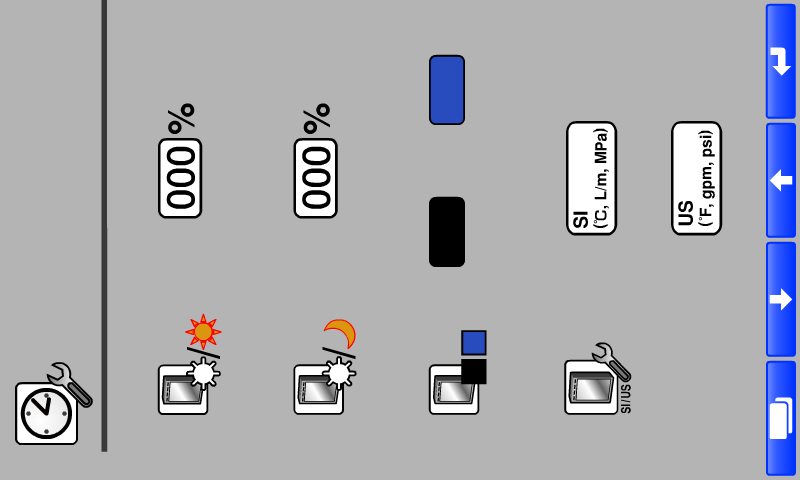 000 %
000 %
SI
(℃, L/m, MPa)
SI/US
US
(°F, gpm, psi)